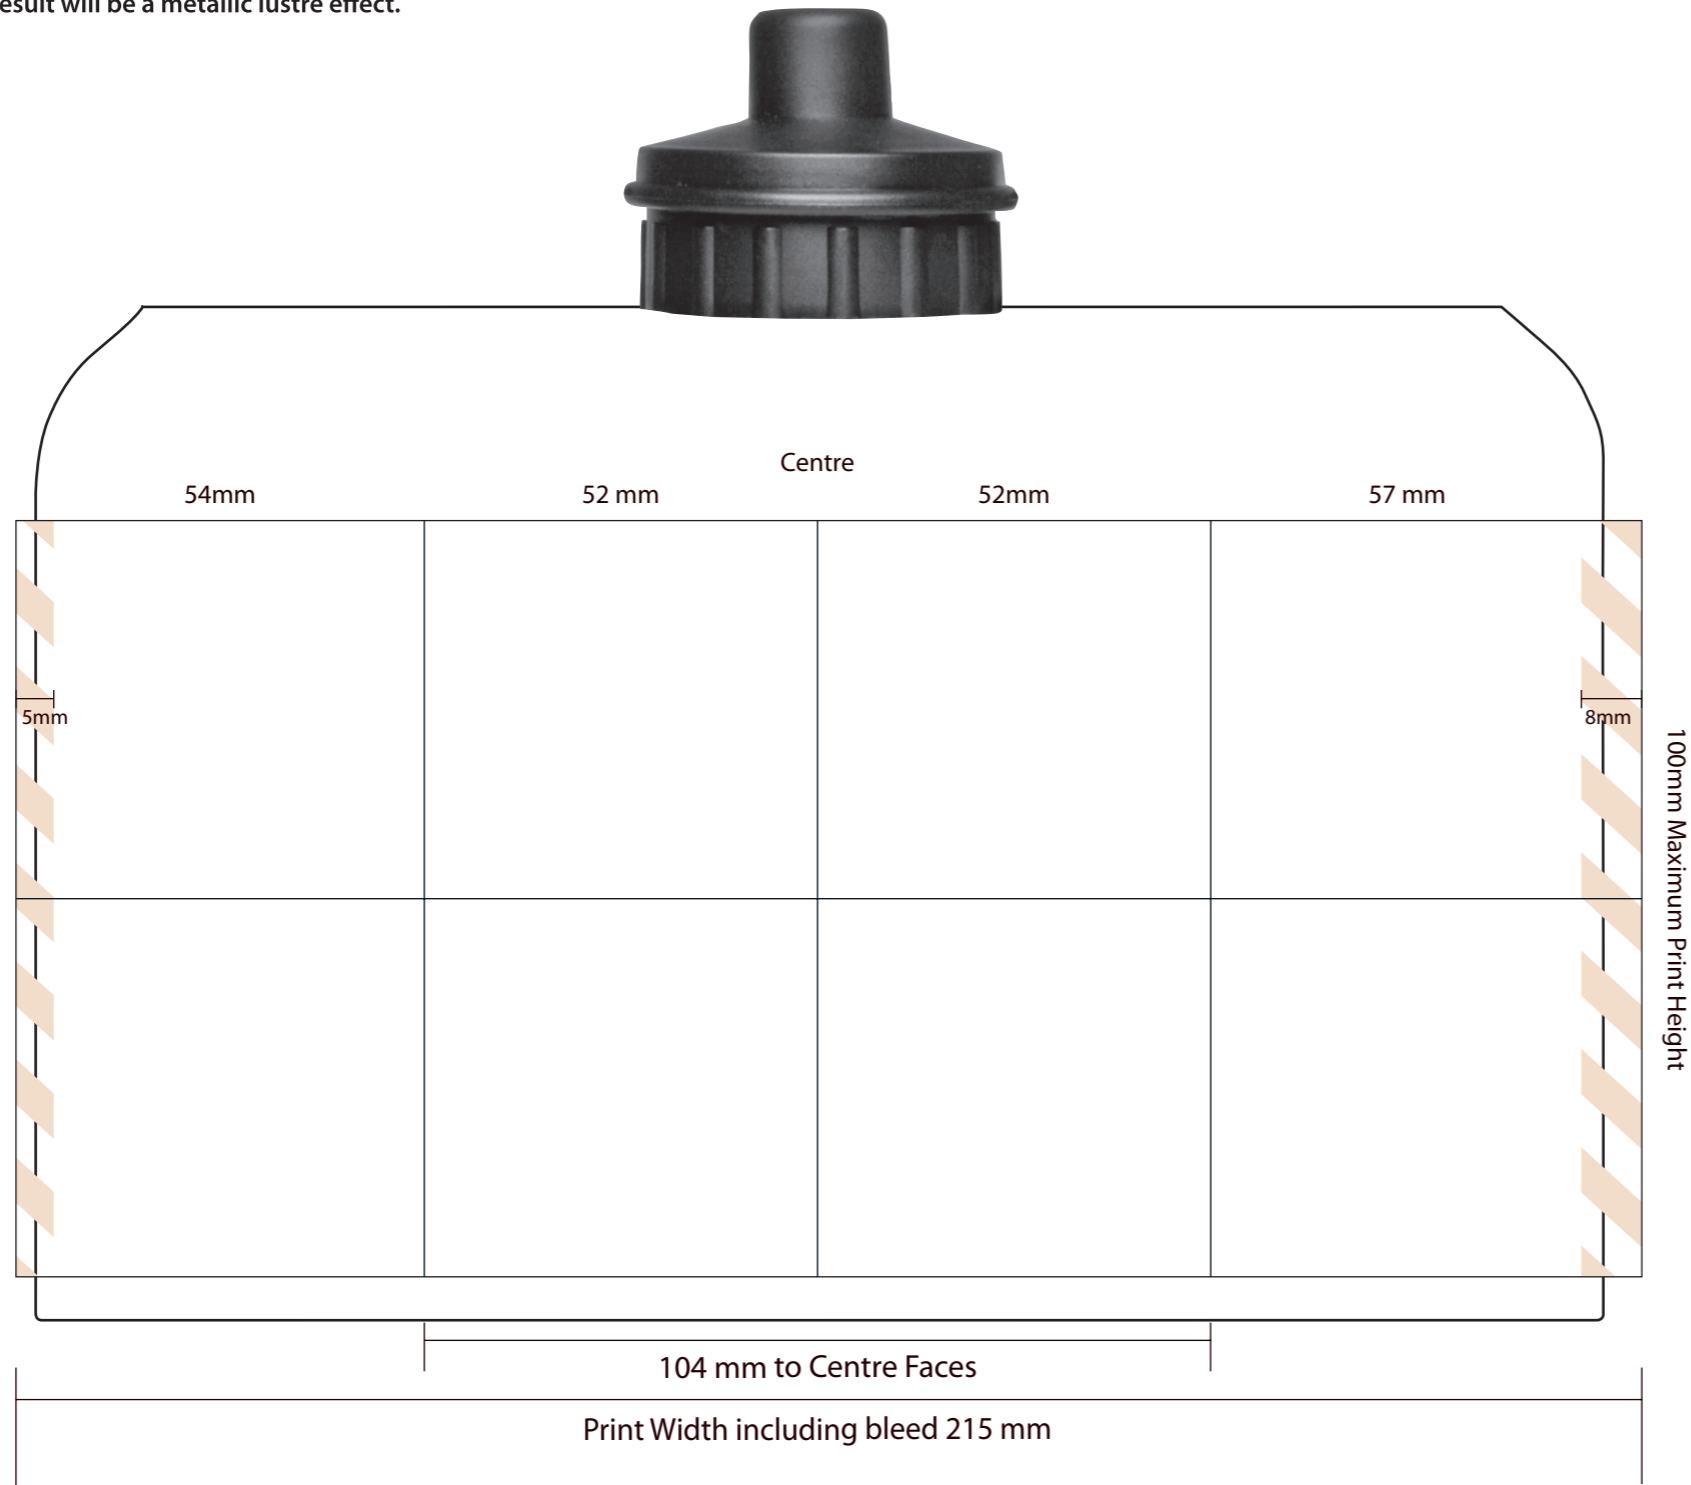 esult will be a metallic lustre effect.
Centre
54mm
52 mm
52mm
57 mm
5mm
8mm
100mm Maximum Print Height
104 mm to Centre Faces
Print Width including bleed 215 mm